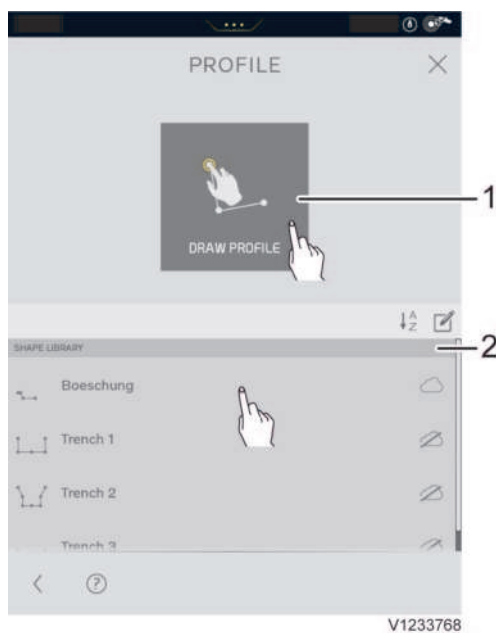 PROFILE
1
DRAW PROFILE
A
Z
2
SHAPE LIBRARY
Boeschung
Trench 1
Trench 2
Trench 3
?
V1233768